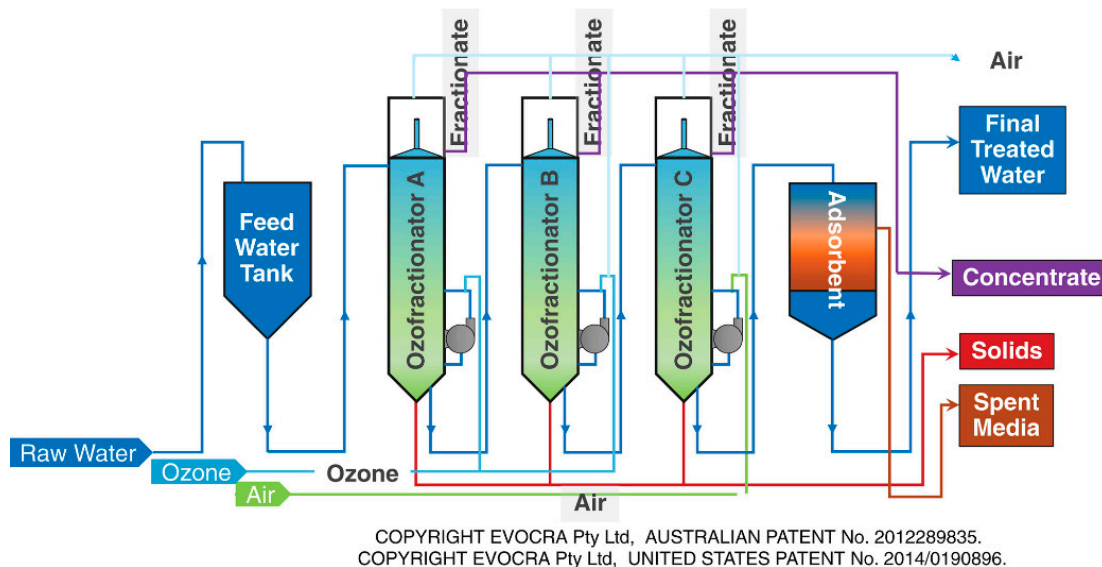 Fractionate
Fractionate
Fractionate
Air
Final
Treated
Water
Feed
Water
Tank
Ozofractionator A
Ozofractionator B
Ozofractionator C
Adsorbent
Concentrate
Solids
Spent
Media
Raw Water
Ozone
Ozone
Air
Air
COPYRIGHT EVOCRA Pty Ltd, AUSTRALIAN PATENT No. 2012289835.
COPYRIGHT EVOCRA Pty Ltd, UNITED STATES PATENT No. 2014/0190896.